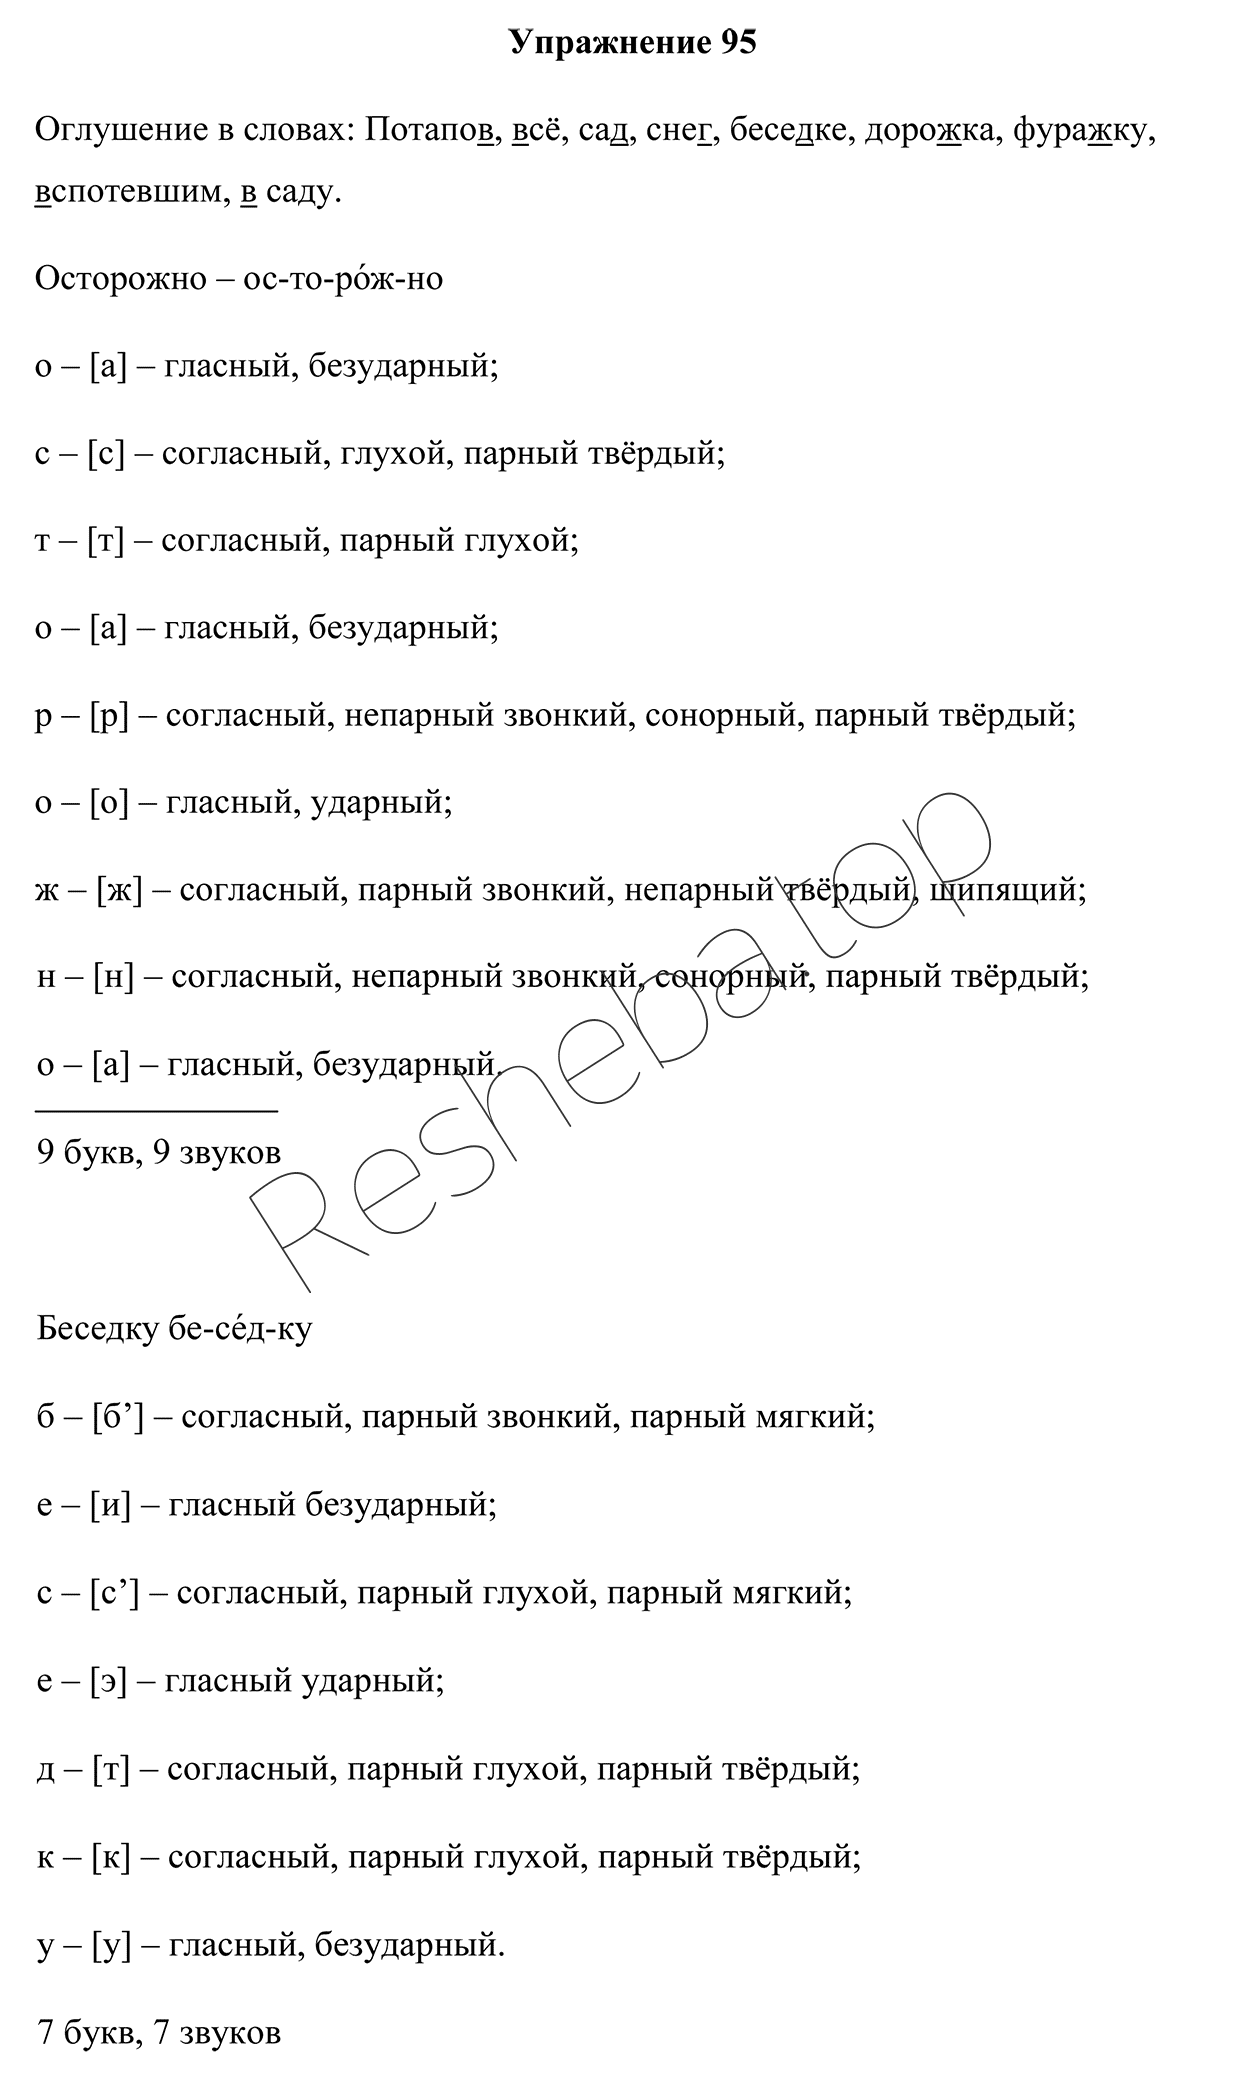 Упражнение 95
Оглушение в словах: Потапов, всё, сад, снег, беседке, дорожка, фуражку,
вспотевшим, в саду.
Осторожно – ос-то-ро́ж-но
о – [а] – гласный, безударный;
с – [с] – согласный, глухой, парный твёрдый;
т – [т] – согласный, парный глухой;
о – [а] – гласный, безударный;
р – [р] – согласный, непарный звонкий, сонорный, парный твёрдый;
о – [о] – гласный, ударный;
ж – [ж] – согласный, парный звонкий, непарный твёрдый, шипящий;
н – [н] – согласный, непарный звонкий, сонорный, парный твёрдый;
о – [а] – гласный, безударный.
9 букв, 9 звуков
Resheba.top
Беседку бе-се́д-ку
б – [б’] – согласный, парный звонкий, парный мягкий;
е – [и] – гласный безударный;
с – [с’] – согласный, парный глухой, парный мягкий;
е – [э] – гласный ударный;
д – [т] – согласный, парный глухой, парный твёрдый;
к – [к] – согласный, парный глухой, парный твёрдый;
у – [у] – гласный, безударный.
7 букв, 7 звуков